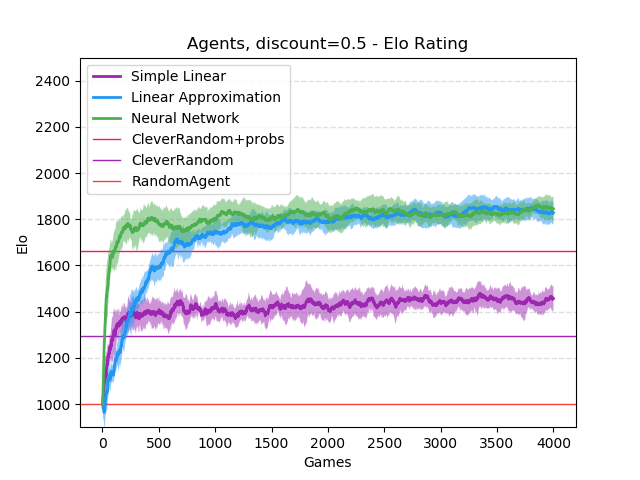 Agents, discount=0.5 - Elo Rating
Simple Linear
Linear Approximation
Neural Network
CleverRandom+probs
CleverRandom
RandomAgent
2400
2200
2000
1800
1600
1400
1200
1000
Elo
0 500 1000 1500 2000 2500 3000 3500 4000
Games